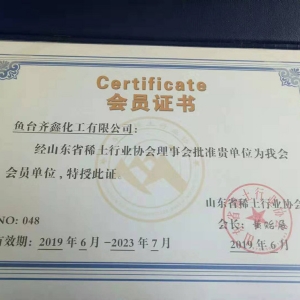 Certificate
会员证书
鱼台齐鑫化工有限公司:
经山东省稀土行业协会理事会批准贵单位为我会
会员单位，特授此证。
山东省稀土行业协
NO: 048
会长:
有效期: 2019年6月-2023年7月
2019年6月